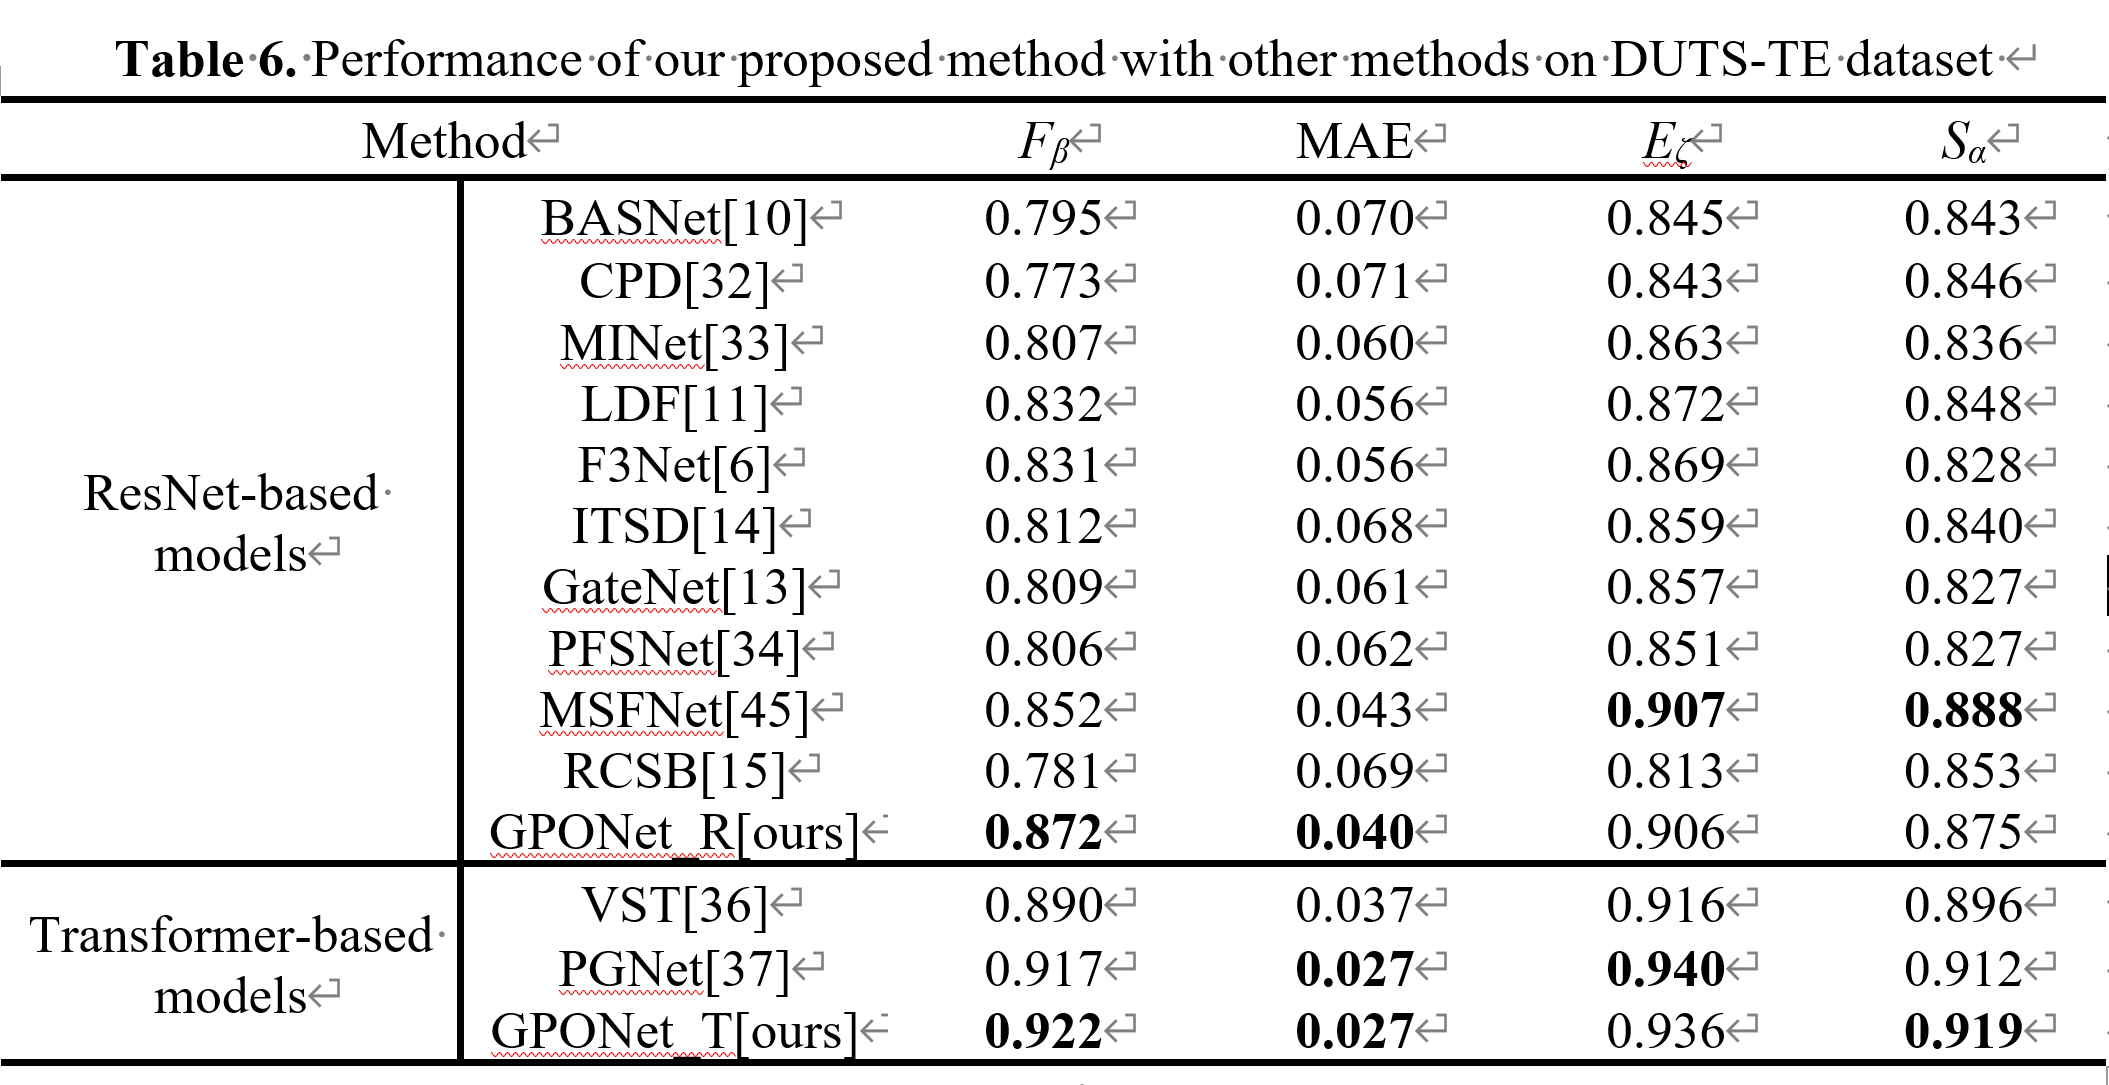 Table 6. Performance of our proposed method with other methods on DUTS-TE dataset
Method Fβ MAE Eζ Sα
ResNet-based
models
BASNet[10] 0.795 0.070 0.845 0.843
CPD[32] 0.773 0.071 0.843 0.846
MINet[33] 0.807 0.060 0.863 0.836
LDF[11] 0.832 0.056 0.872 0.848
F3Net[6] 0.831 0.056 0.869 0.828
ITSD[14] 0.812 0.068 0.859 0.840
GateNet[13] 0.809 0.061 0.857 0.827
PFSNet[34] 0.806 0.062 0.851 0.827
MSFNet[45] 0.852 0.043 0.907 0.888
RCSB[15] 0.781 0.069 0.813 0.853
GPONet_R[ours] 0.872 0.040 0.906 0.875
Transformer-based
models
VST[36] 0.890 0.037 0.916 0.896
PGNet[37] 0.917 0.027 0.940 0.912
GPONet_T[ours] 0.922 0.027 0.936 0.919